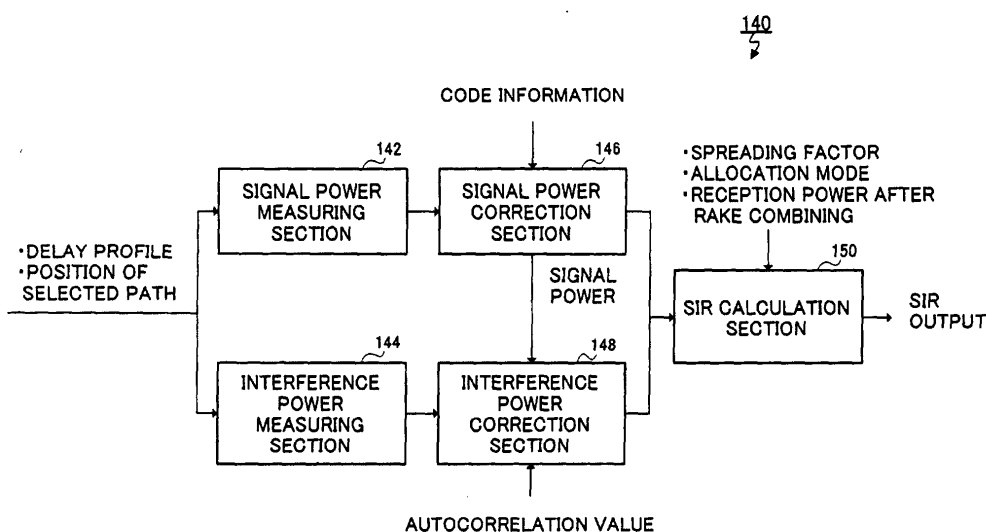 140
CODE INFORMATION
·SPREADING FACTOR
·ALLOCATION MODE
·RECEPTION POWER AFTER
RAKE COMBINING
142
SIGNAL POWER
MEASURING
SECTION
146
SIGNAL POWER
CORRECTION
SECTION
·DELAY PROFILE
·POSITION OF
SELECTED PATH
SIGNAL
POWER
150
SIR CALCULATION
SECTION
SIR
OUTPUT
144
INTERFERENCE
POWER
MEASURING
SECTION
148
INTERFERENCE
POWER
CORRECTION
SECTION
AUTOCORRELATION VALUE